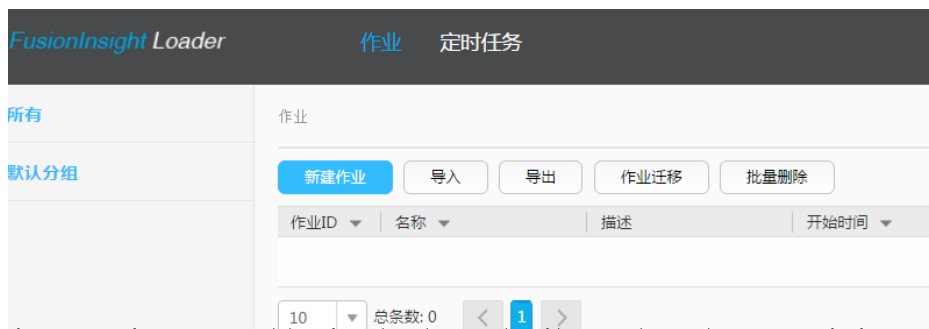 FusionInsight Loader 作业 定时任务
所有
默认分组
作业
新建作业 导入 导出 作业迁移 批量删除
作业ID 名称 描述 开始时间
10 总条数: 0 < 1 >